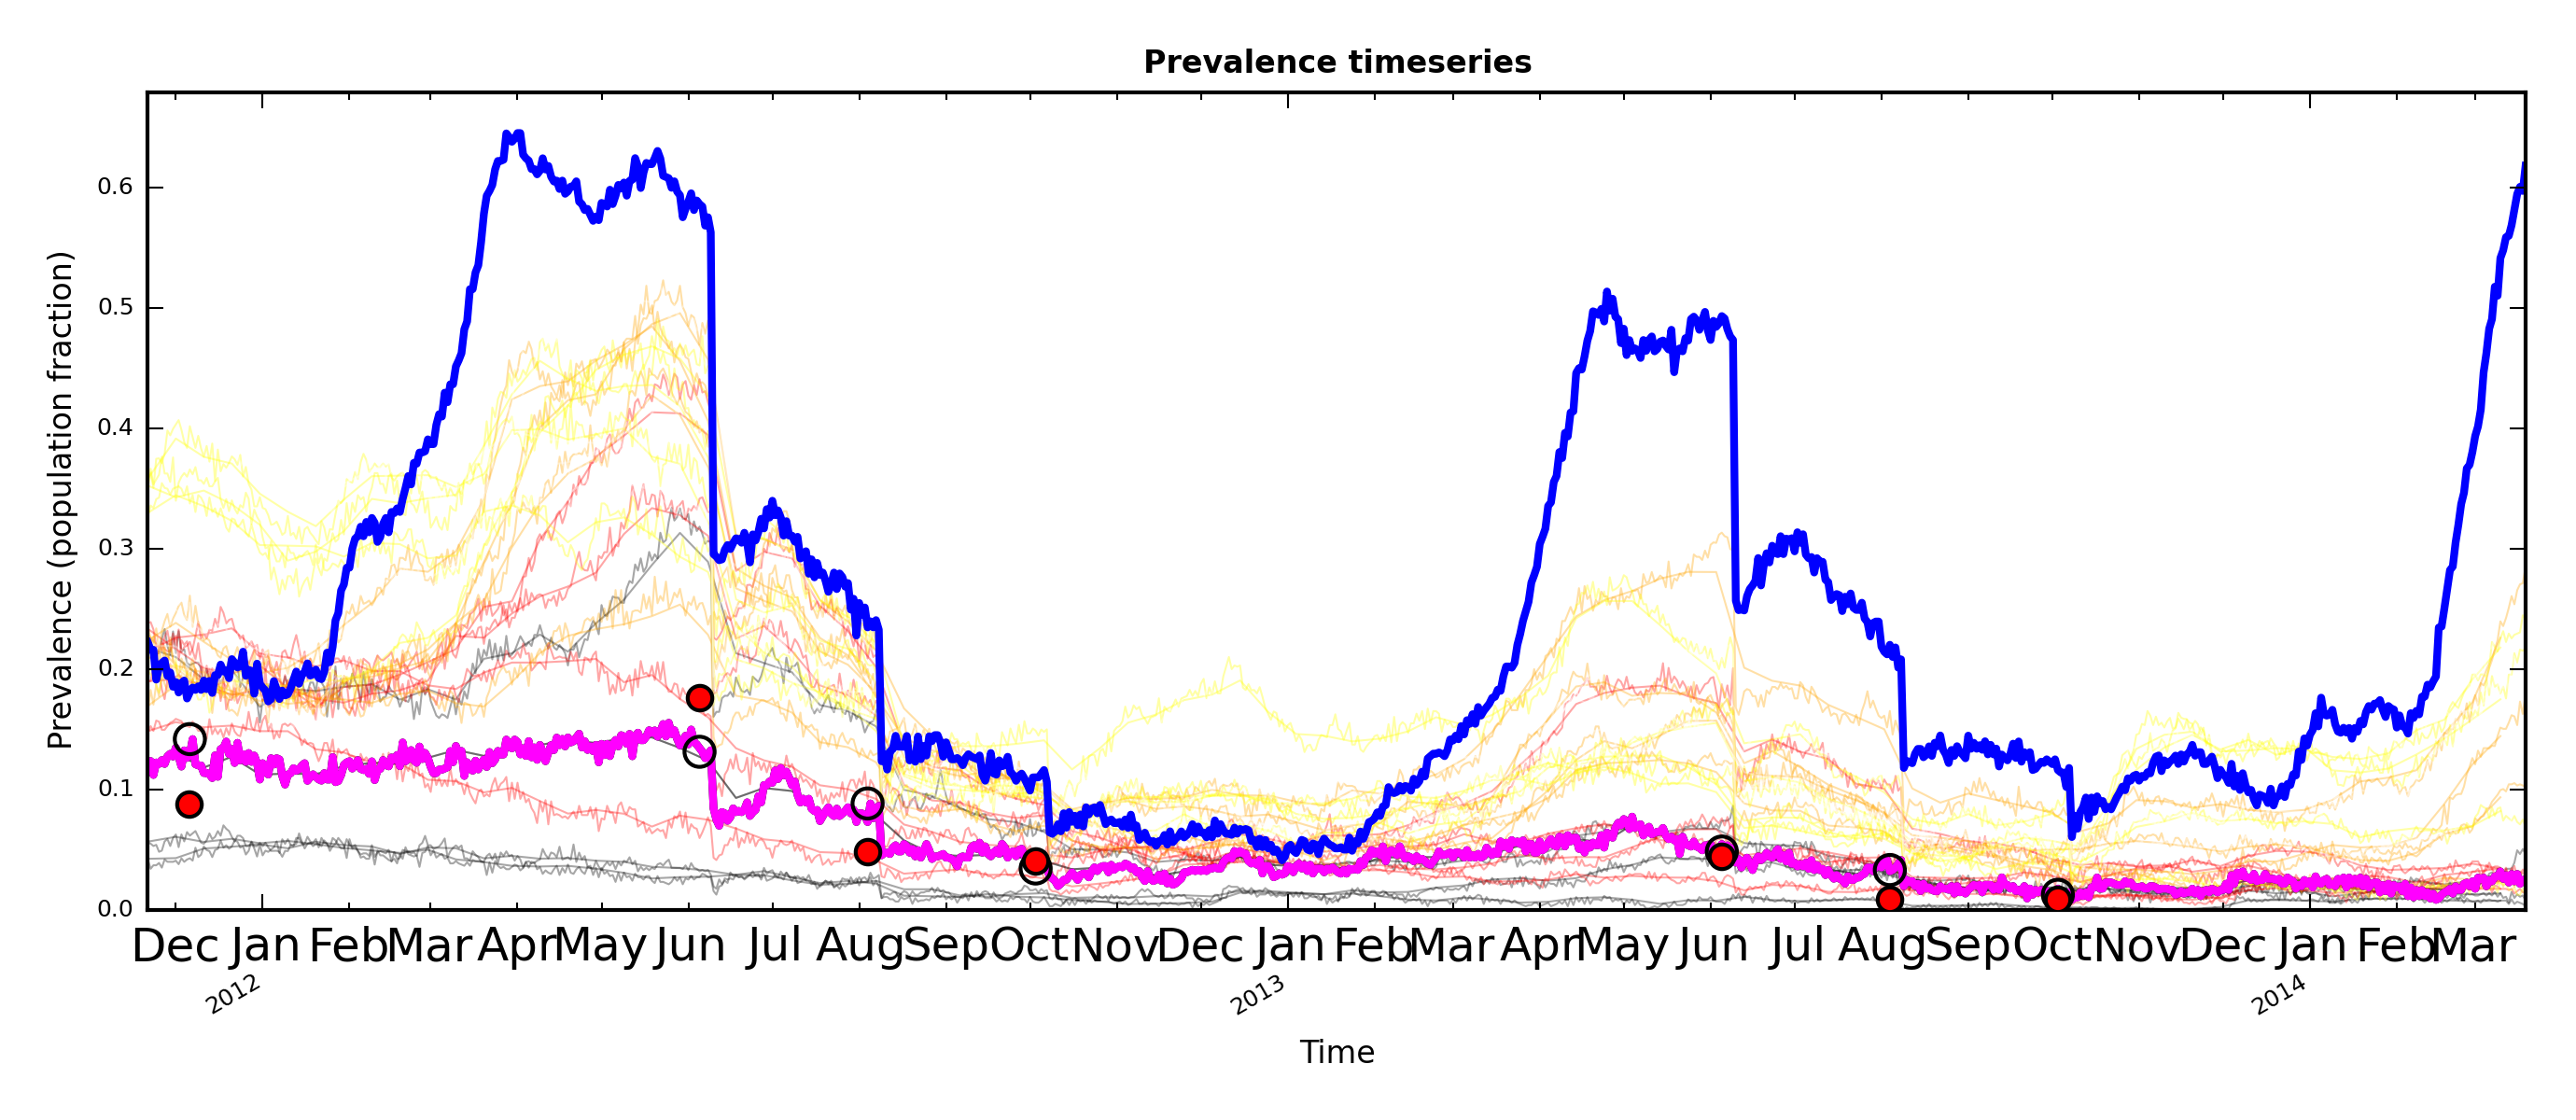 Prevalence timeseries
Prevalence (population fraction)
0.6
0.5
0.4
0.3
0.2
0.1
0.0
Dec Jan Feb Mar Apr May Jun Jul Aug Sep Oct Nov Dec Jan Feb Mar Apr May Jun Jul Aug Sep Oct Nov Dec Jan Feb Mar
2012 2013 2014
Time